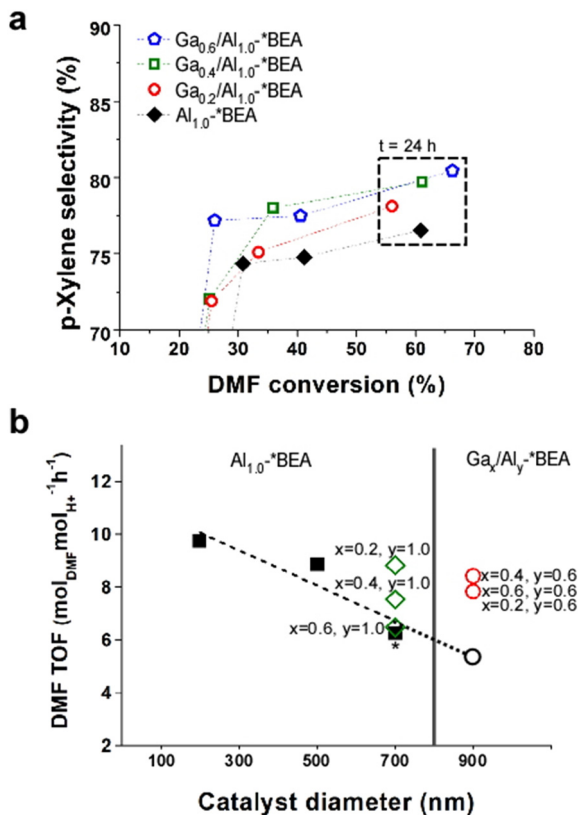 a
p-Xylene selectivity (%)
90
85
80
75
70
Ga0.6/Al1.0-*BEA
Ga0.4/Al1.0-*BEA
Ga0.2/Al1.0-*BEA
Al1.0-*BEA
t = 24 h
10 20 30 40 50 60 70 80
DMF conversion (%)
b
Al1.0-*BEA
Gax/Aly-*BEA
DMF TOF (molDMFmolH+-1h-1)
12
10
8
6
4
2
x=0.2, y=1.0
x=0.4, y=1.0
x=0.6, y=1.0
*
x=0.4, y=0.6
x=0.6, y=0.6
x=0.2, y=0.6
100 300 500 700 900
Catalyst diameter (nm)